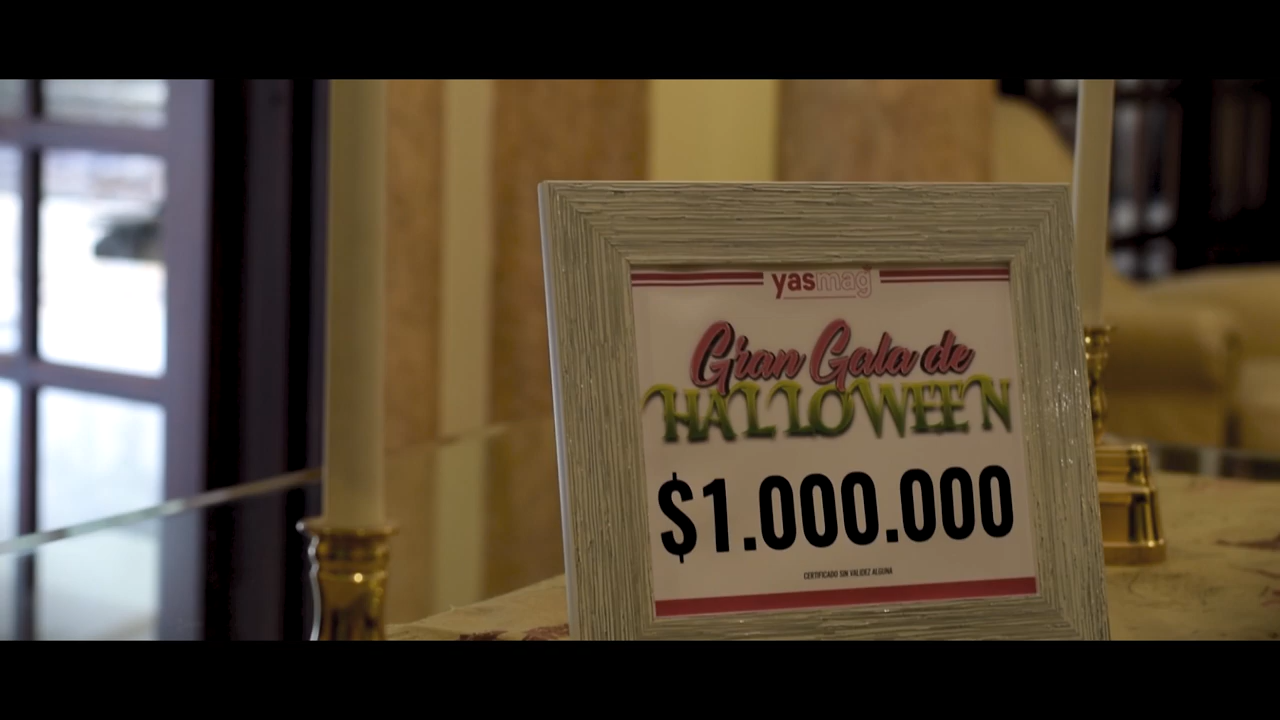 yasmag
Gran Gala de
HALLOWEEN
$1.000.000
CERTIFICADO SIN VALIDEZ ALGUNA